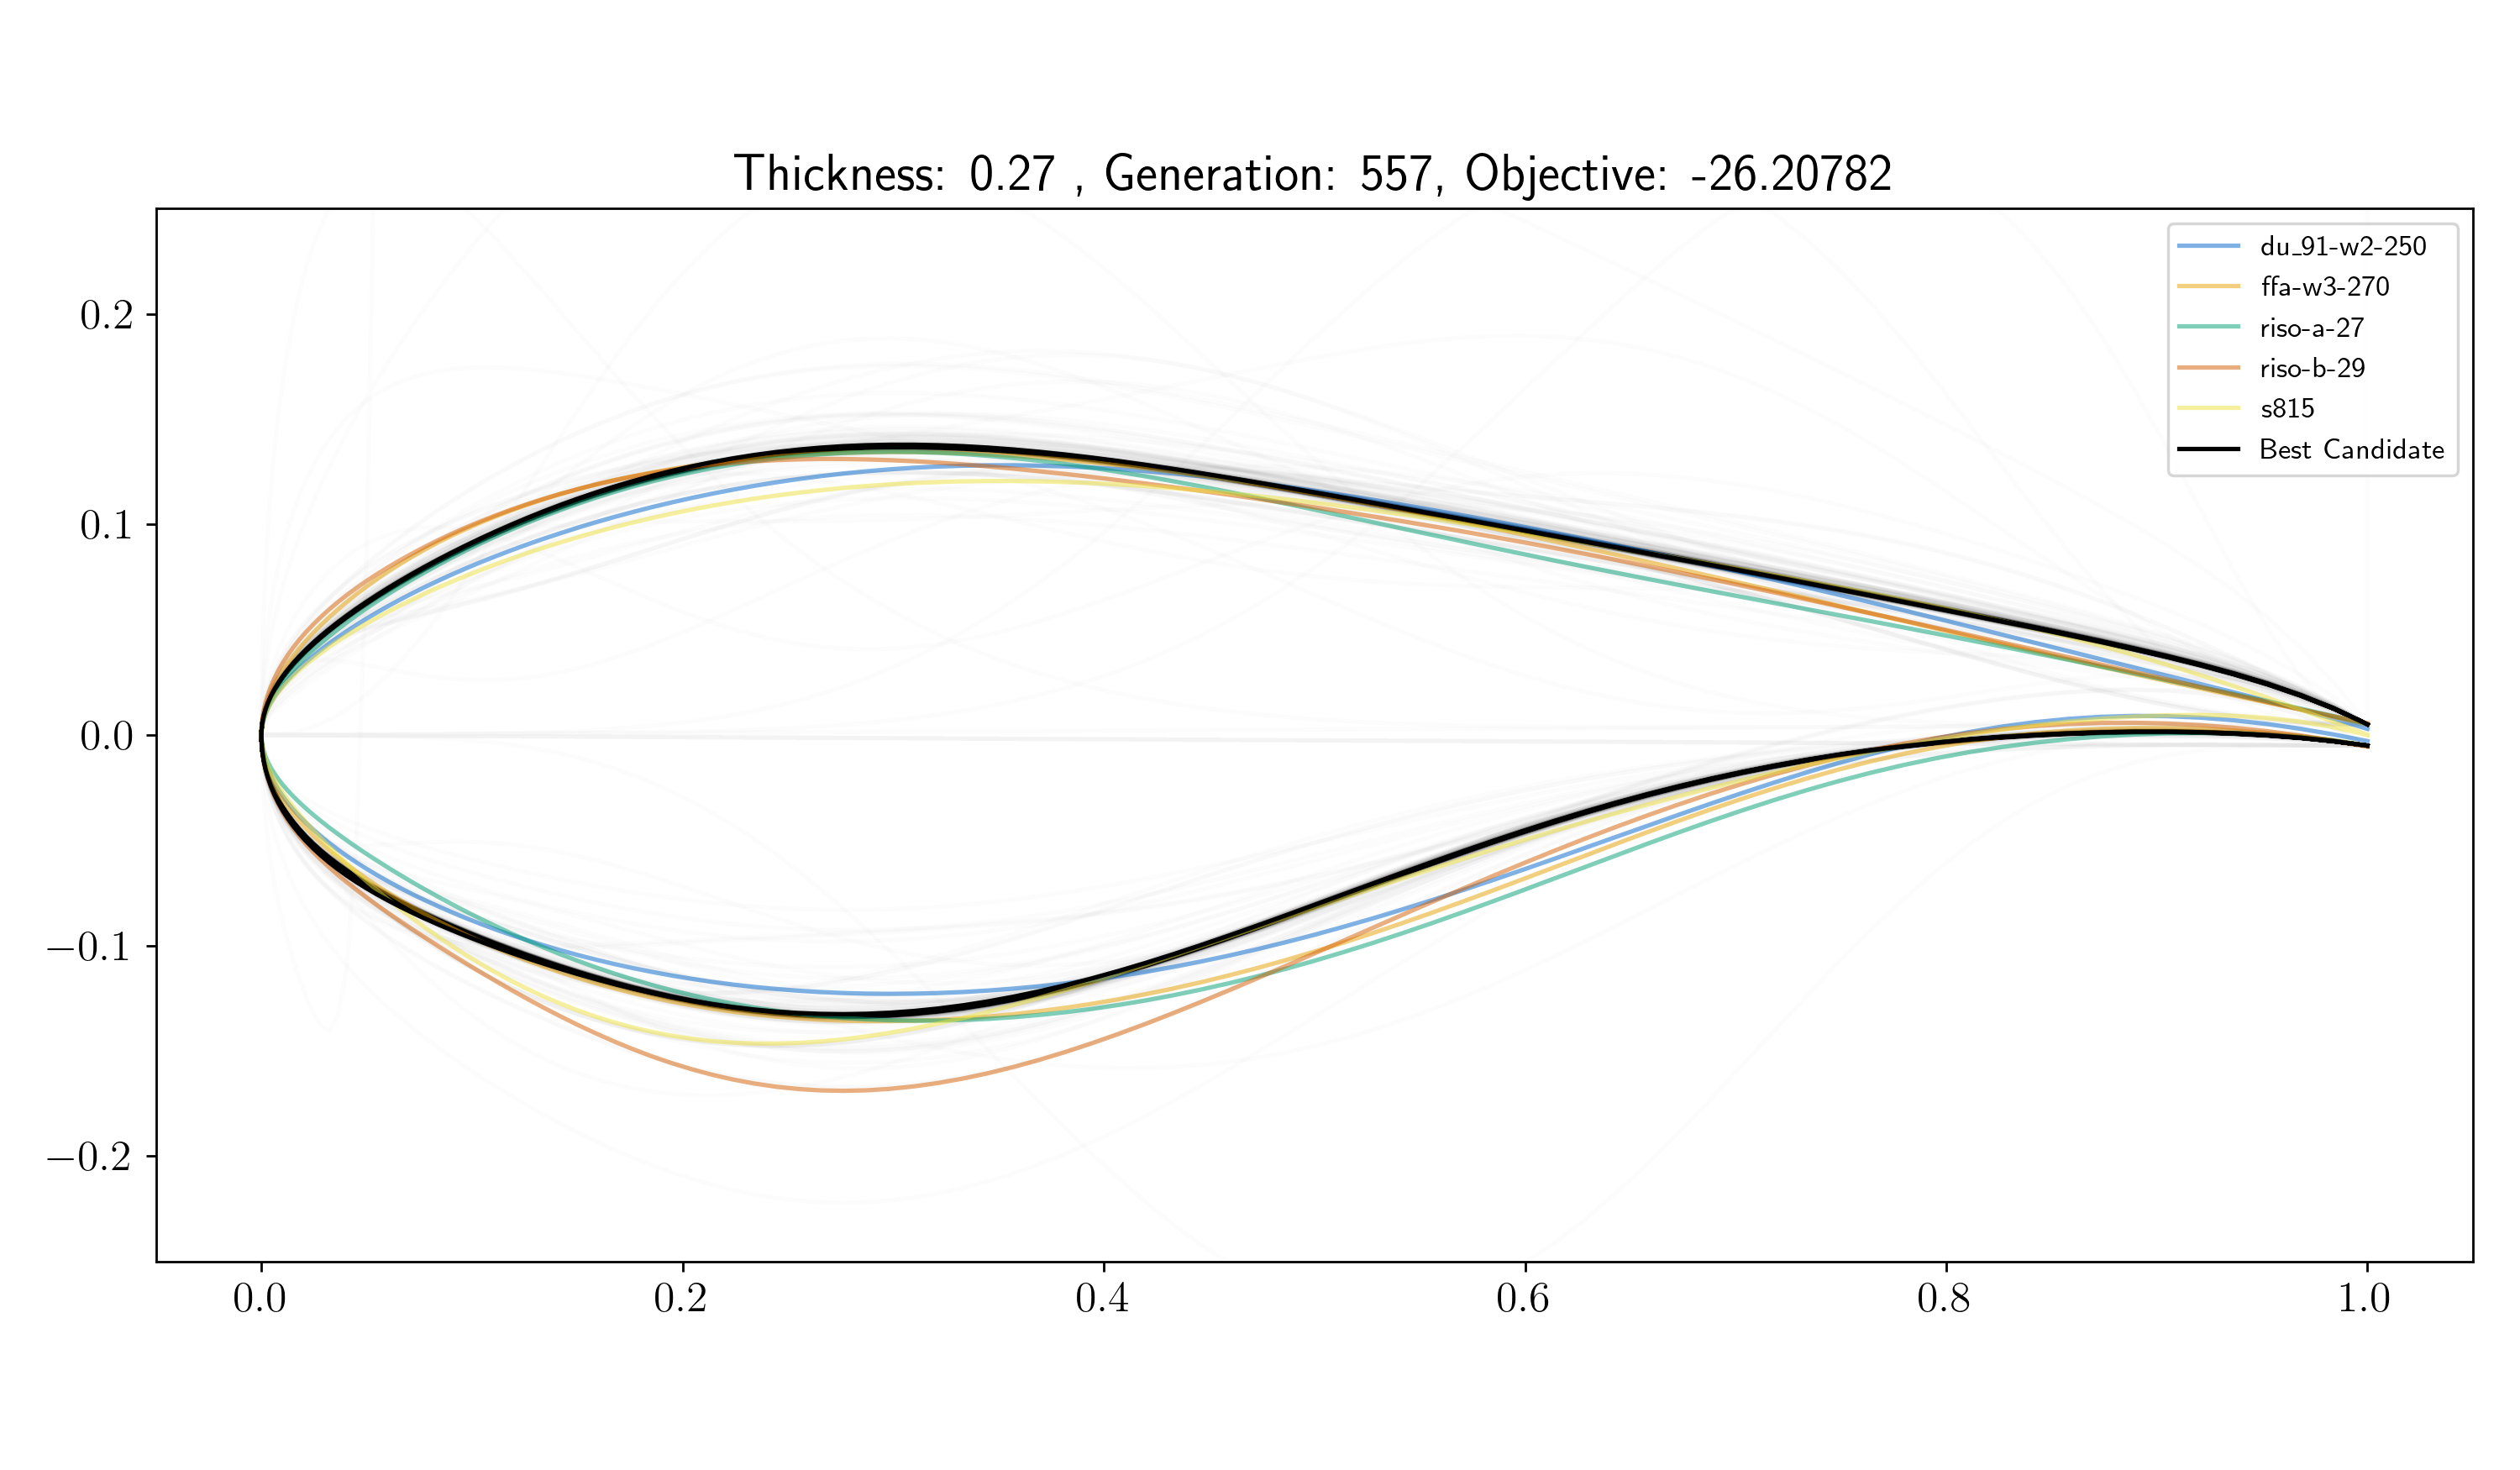 Thickness: 0.27 , Generation: 557, Objective: -26.20782
du_91-w2-250
ffa-w3-270
riso-a-27
riso-b-29
s815
Best Candidate
0.2
0.1
0.0
−0.1
−0.2
0.0 0.2 0.4 0.6 0.8 1.0